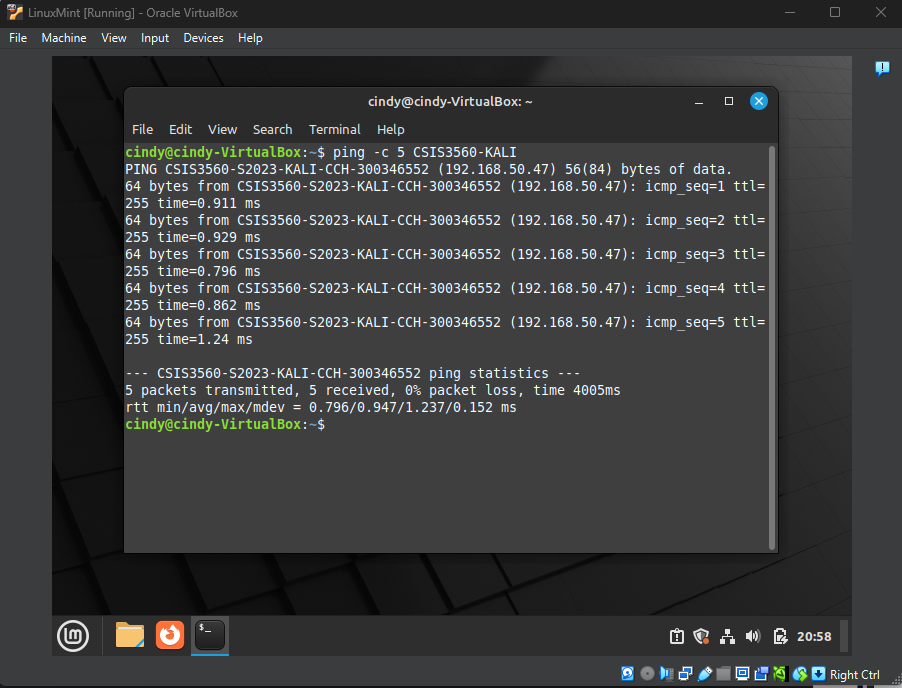 LinuxMint [Running] - Oracle VirtualBox
File Machine View Input Devices Help
cindy@cindy-VirtualBox: ~
File Edit View Search Terminal Help
cindy@cindy-VirtualBox:~$ ping -c 5 CSIS3560-KALI
PING CSIS3560-S2023-KALI-CCH-300346552 (192.168.50.47) 56(84) bytes of data.
64 bytes from CSIS3560-S2023-KALI-CCH-300346552 (192.168.50.47): icmp_seq=1 ttl=
255 time=0.911 ms
64 bytes from CSIS3560-S2023-KALI-CCH-300346552 (192.168.50.47): icmp_seq=2 ttl=
255 time=0.929 ms
64 bytes from CSIS3560-S2023-KALI-CCH-300346552 (192.168.50.47): icmp_seq=3 ttl=
255 time=0.796 ms
64 bytes from CSIS3560-S2023-KALI-CCH-300346552 (192.168.50.47): icmp_seq=4 ttl=
255 time=0.862 ms
64 bytes from CSIS3560-S2023-KALI-CCH-300346552 (192.168.50.47): icmp_seq=5 ttl=
255 time=1.24 ms
--- CSIS3560-S2023-KALI-CCH-300346552 ping statistics ---
5 packets transmitted, 5 received, 0% packet loss, time 4005ms
rtt min/avg/max/mdev = 0.796/0.947/1.237/0.152 ms
cindy@cindy-VirtualBox:~$
$_
20:58
Right Ctrl